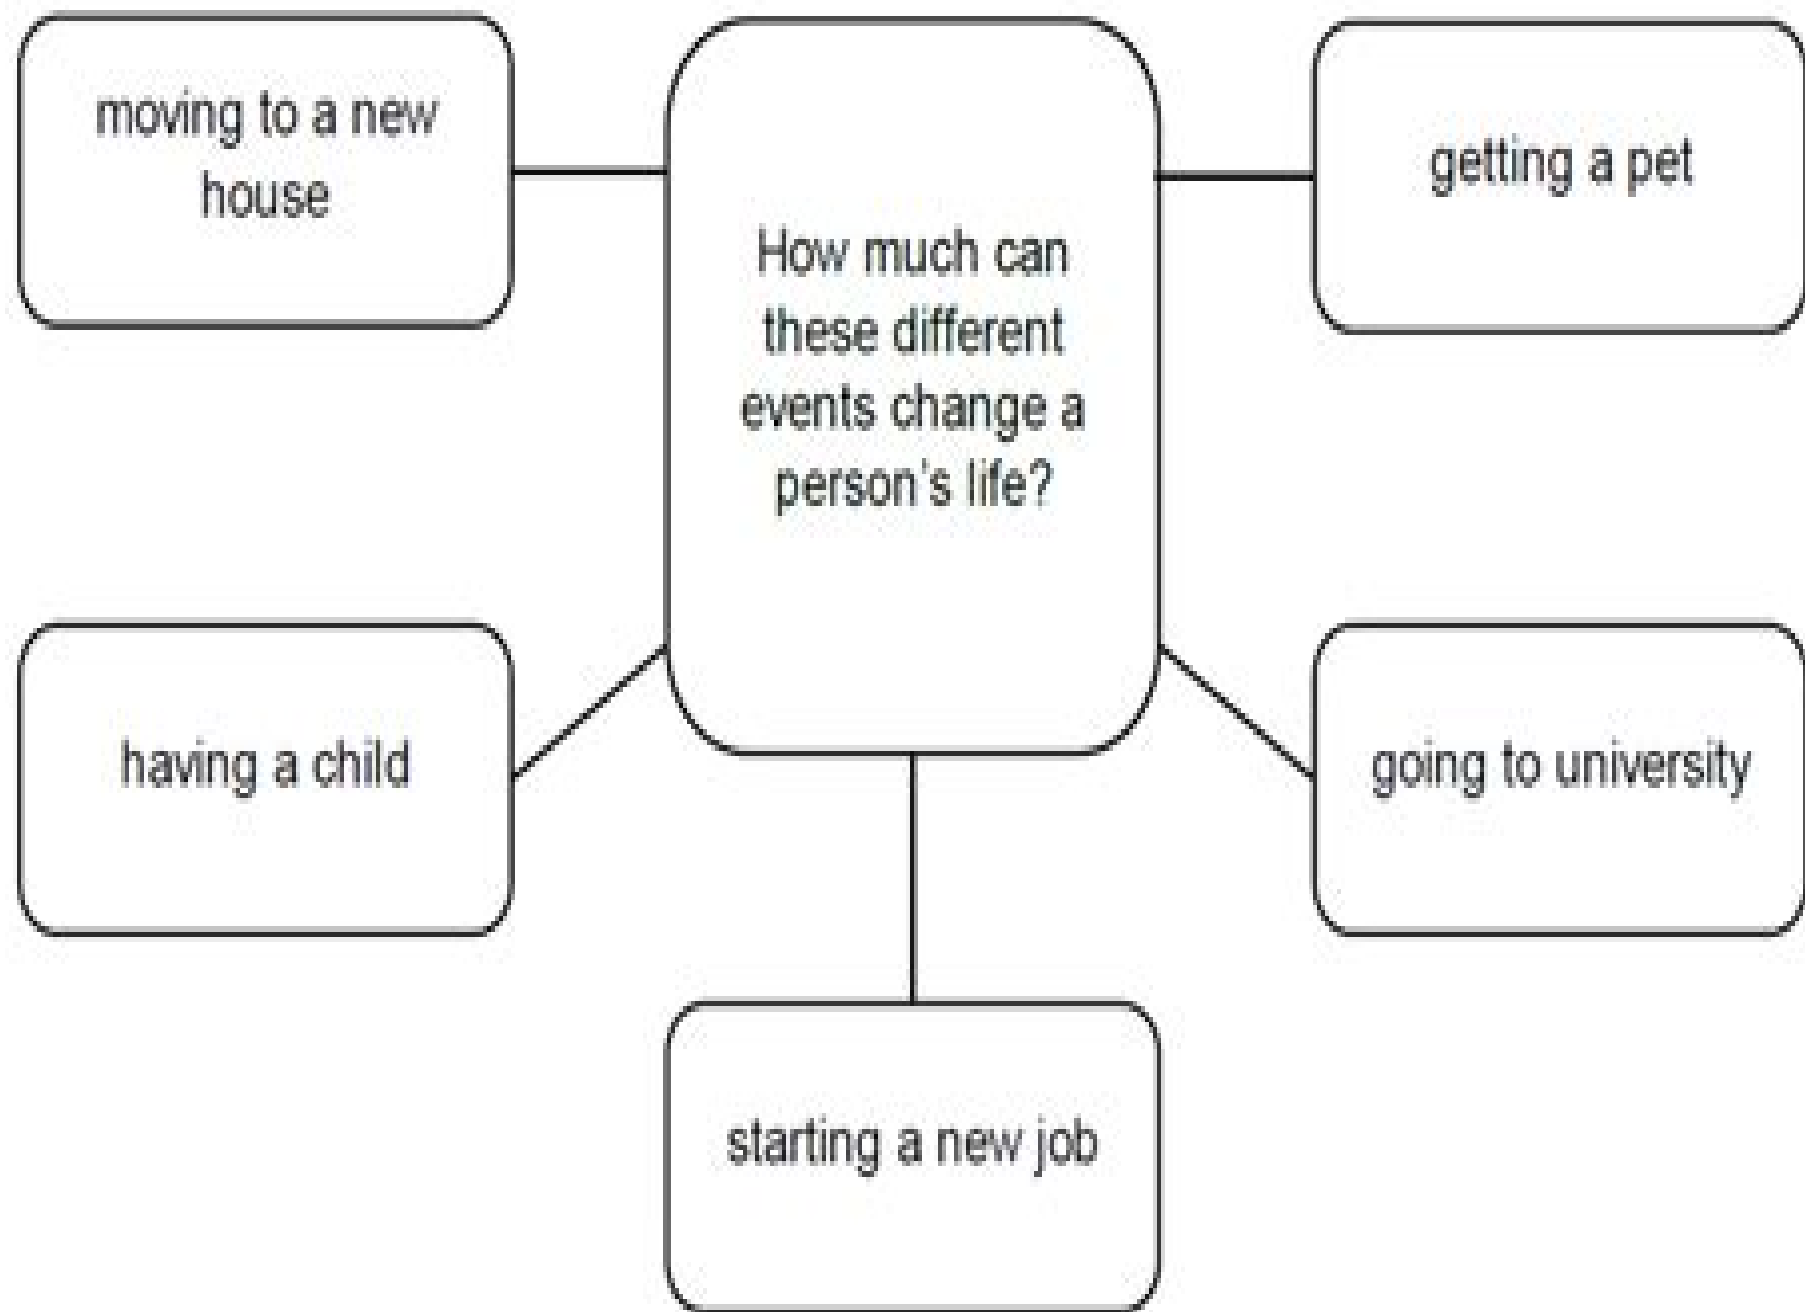 moving to a new
house
How much can
these different
events change a
person's life?
getting a pet
having a child
going to university
starting a new job